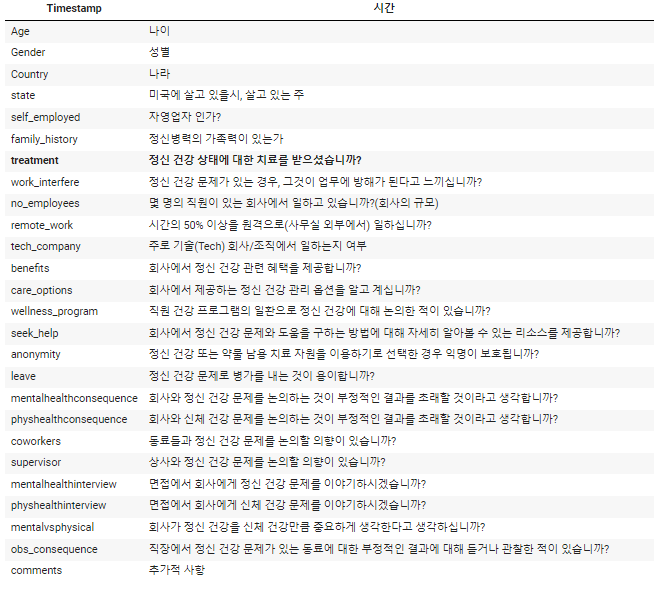 Timestamp 시간
Age 나이
Gender 성별
Country 나라
state 미국에 살고 있을시, 살고 있는 주
self_employed 자영업자 인가?
family_history 정신병력의 가족력이 있는가
treatment 정신 건강 상태에 대한 치료를 받으셨습니까?
work_interfere 정신 건강 문제가 있는 경우, 그것이 업무에 방해가 된다고 느끼십니까?
no_employees 몇 명의 직원이 있는 회사에서 일하고 있습니까?(회사의 규모)
remote_work 시간의 50% 이상을 원격으로(사무실 외부에서) 일하십니까?
tech_company 주로 기술(Tech) 회사/조직에서 일하는지 여부
benefits 회사에서 정신 건강 관련 혜택을 제공합니까?
care_options 회사에서 제공하는 정신 건강 관리 옵션을 알고 계십니까?
wellness_program 직원 건강 프로그램의 일환으로 정신 건강에 대해 논의한 적이 있습니까?
seek_help 회사에서 정신 건강 문제와 도움을 구하는 방법에 대해 자세히 알아볼 수 있는 리소스를 제공합니까?
anonymity 정신 건강 또는 약물 남용 치료 자원을 이용하기로 선택한 경우 익명이 보호됩니까?
leave 정신 건강 문제로 병가를 내는 것이 용이합니까?
mentalhealthconsequence 회사와 정신 건강 문제를 논의하는 것이 부정적인 결과를 초래할 것이라고 생각합니까?
physhealthconsequence 회사와 신체 건강 문제를 논의하는 것이 부정적인 결과를 초래할 것이라고 생각합니까?
coworkers 동료들과 정신 건강 문제를 논의할 의향이 있습니까?
supervisor 상사와 정신 건강 문제를 논의할 의향이 있습니까?
mentalhealthinterview 면접에서 회사에게 정신 건강 문제를 이야기하시겠습니까?
physhealthinterview 면접에서 회사에게 신체 건강 문제를 이야기하시겠습니까?
mentalvsphysical 회사가 정신 건강을 신체 건강만큼 중요하게 생각한다고 생각하십니까?
obs_consequence 직장에서 정신 건강 문제가 있는 동료에 대한 부정적인 결과에 대해 듣거나 관찰한 적이 있습니까?
comments 추가적 사항